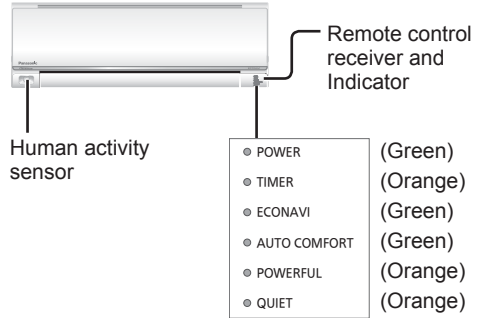 Panasonic
Remote control
receiver and
Indicator
Human activity
sensor
POWER (Green)
TIMER (Orange)
ECONAVI (Green)
AUTO COMFORT (Green)
POWERFUL (Orange)
QUIET (Orange)